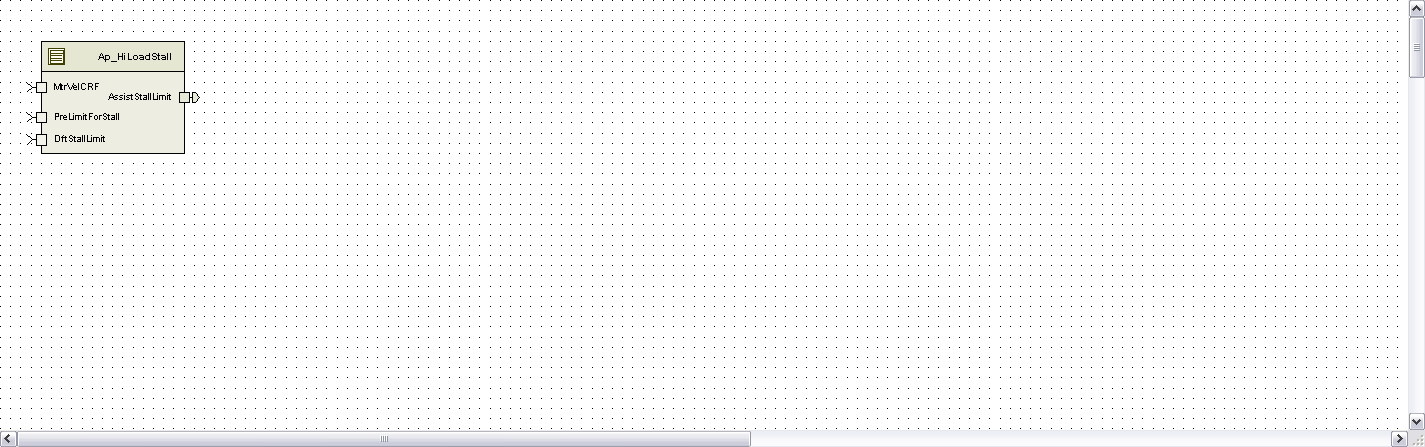 Ap_HiLoadStall
MtrVelCRF
AssistStallLimit
PreLimitForStall
DftStallLimit